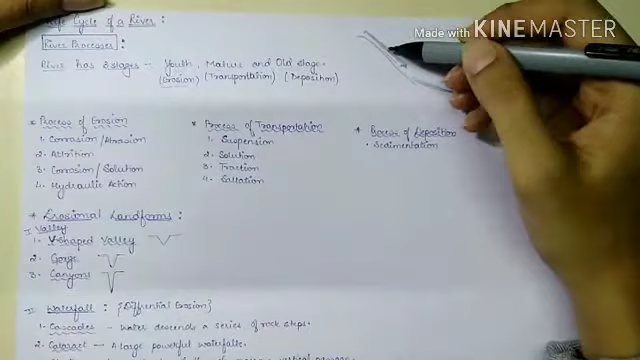 Made with KINEMASTER
Life Cycle of a River
River Processes :
River has 3 stages - Youth, Mature and Old stage.
(Erosion) (Transportation) (Deposition)
* Process of Erosion
1. Corrasion/Abrasion
2. Attrition
3. Corrosion/Solution
4. Hydraulic Action
* Process of Transportation
1. Suspension
2. Solution
3. Traction
4. Saltation
* Process of Deposition
• Sedimentation
* Erosional Landforms :
I Valley
1. V-shaped Valley
2. Gorge
3. Canyons
II Waterfall : {Differential Erosion}
1. Cascades - Water descends a series of rock steps.
2. Cataract - A large powerful waterfalls.